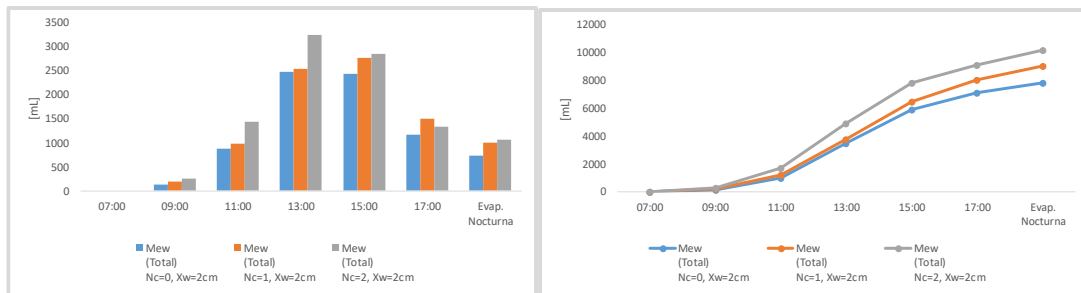 3500
3000
2500
2000
1500
1000
500
0
[mL]
07:00 09:00 11:00 13:00 15:00 17:00 Evap.
Nocturna
Mew Mew Mew
(Total) (Total) (Total)
Nc=0, Xw=2cm Nc=1, Xw=2cm Nc=2, Xw=2cm
12000
10000
8000
6000
4000
2000
0
[mL]
07:00 09:00 11:00 13:00 15:00 17:00 Evap.
Nocturna
Mew Mew Mew
(Total) (Total) (Total)
Nc=0, Xw=2cm Nc=1, Xw=2cm Nc=2, Xw=2cm